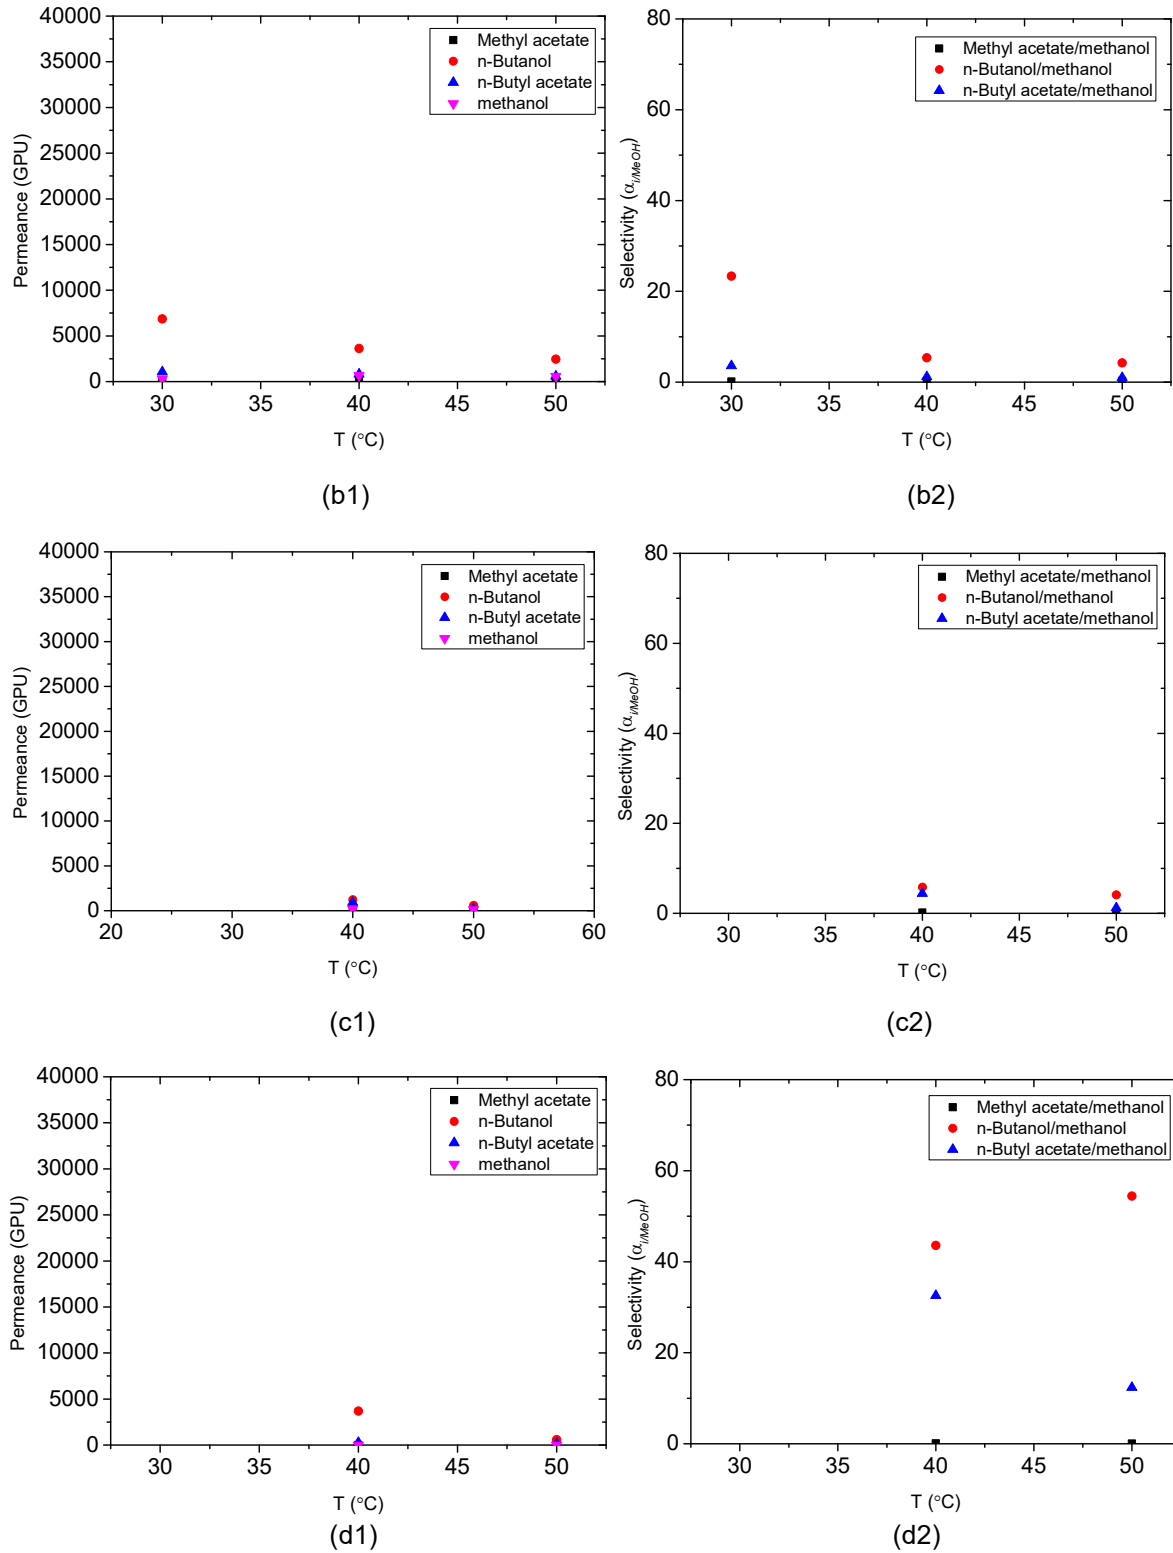 40000
35000
30000
25000
20000
15000
10000
5000
0
Permeance (GPU)
Methyl acetate
n-Butanol
n-Butyl acetate
methanol
30 35 40 45 50
T (°C)
(b1)
80
60
40
20
0
Selectivity (α i/MeOH)
Methyl acetate/methanol
n-Butanol/methanol
n-Butyl acetate/methanol
30 35 40 45 50
T (°C)
(b2)
40000
35000
30000
25000
20000
15000
10000
5000
0
Permeance (GPU)
Methyl acetate
n-Butanol
n-Butyl acetate
methanol
20 30 40 50 60
T (°C)
(c1)
80
60
40
20
0
Selectivity (α i/MeOH)
Methyl acetate/methanol
n-Butanol/methanol
n-Butyl acetate/methanol
30 35 40 45 50
T (°C)
(c2)
40000
35000
30000
25000
20000
15000
10000
5000
0
Permeance (GPU)
Methyl acetate
n-Butanol
n-Butyl acetate
methanol
30 35 40 45 50
T (°C)
(d1)
80
60
40
20
0
Selectivity (α i/MeOH)
Methyl acetate/methanol
n-Butanol/methanol
n-Butyl acetate/methanol
30 35 40 45 50
T (°C)
(d2)